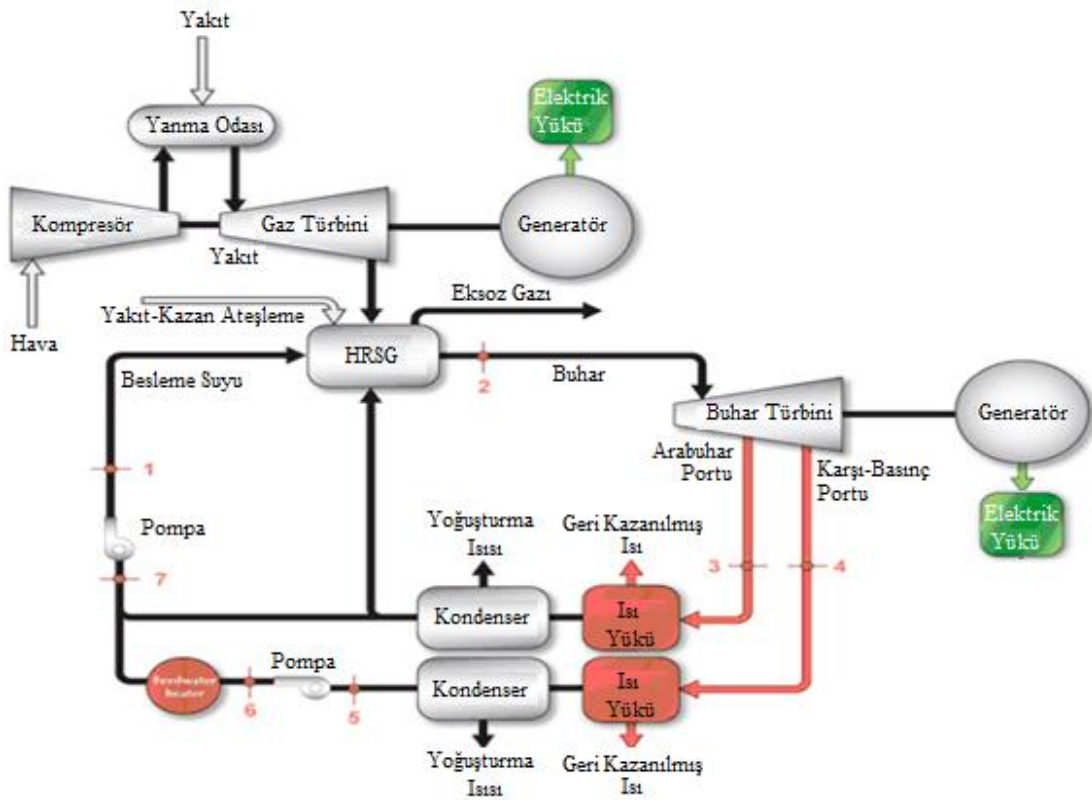 Yakıt
Yanma Odası
Elektrik
Yükü
Kompresör
Gaz Türbini
Generatör
Yakıt
Hava
Yakıt-Kazan Ateşleme
Eksoz Gazı
HRSG
Besleme Suyu
2
Buhar
Buhar Türbini
Generatör
Arabuhar
Portu
Karşı-Basınç
Portu
1
Elektrik
Yükü
Pompa
Yoğuşturma
Isısı
Geri Kazanılmış
Isı
3
4
7
Kondenser
Isı
Yükü
Pompa
Feedwater
heater
6
5
Kondenser
Isı
Yükü
Yoğuşturma
Isısı
Geri Kazanılmış
Isı